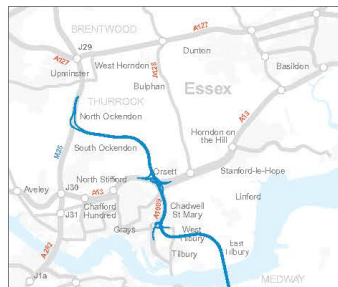 BRENTWOOD
A127
J29
Dunton
A127
West Horndon
A128
Basildon
Upminster
Bulphan
Essex
THURROCK
North Ockendon
A13
Horndon on
the Hill
M25
South Ockendon
Orsett
Stanford-le-Hope
North Stifford
Aveley
J30
A13
Linford
Chafford
Hundred
A1089
Chadwell
St Mary
J31
Grays
West
Tilbury
East
Tilbury
A282
Tilbury
J1a
MEDWAY